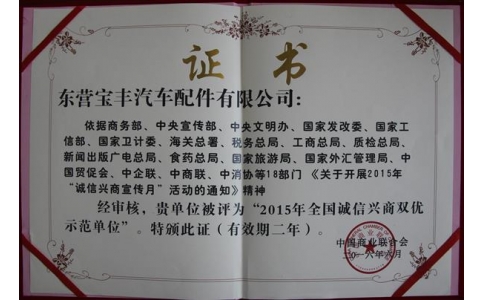 证书
东营宝丰汽车配件有限公司：
依据商务部、中央宣传部、中央文明办、国家发改委、国家工
信部、国家卫计委、海关总署、税务总局、工商总局、质检总局、
新闻出版广电总局、食药总局、国家旅游局、国家外汇管理局、中
国贸促会、中企联、中商联、中消协等18部门《关于开展2015年
“诚信兴商宣传月”活动的通知》精神
经审核，贵单位被评为“2015年全国诚信兴商双优
示范单位”。特颁此证（有效期二年）。
中国商业联合会
二〇一六年六月